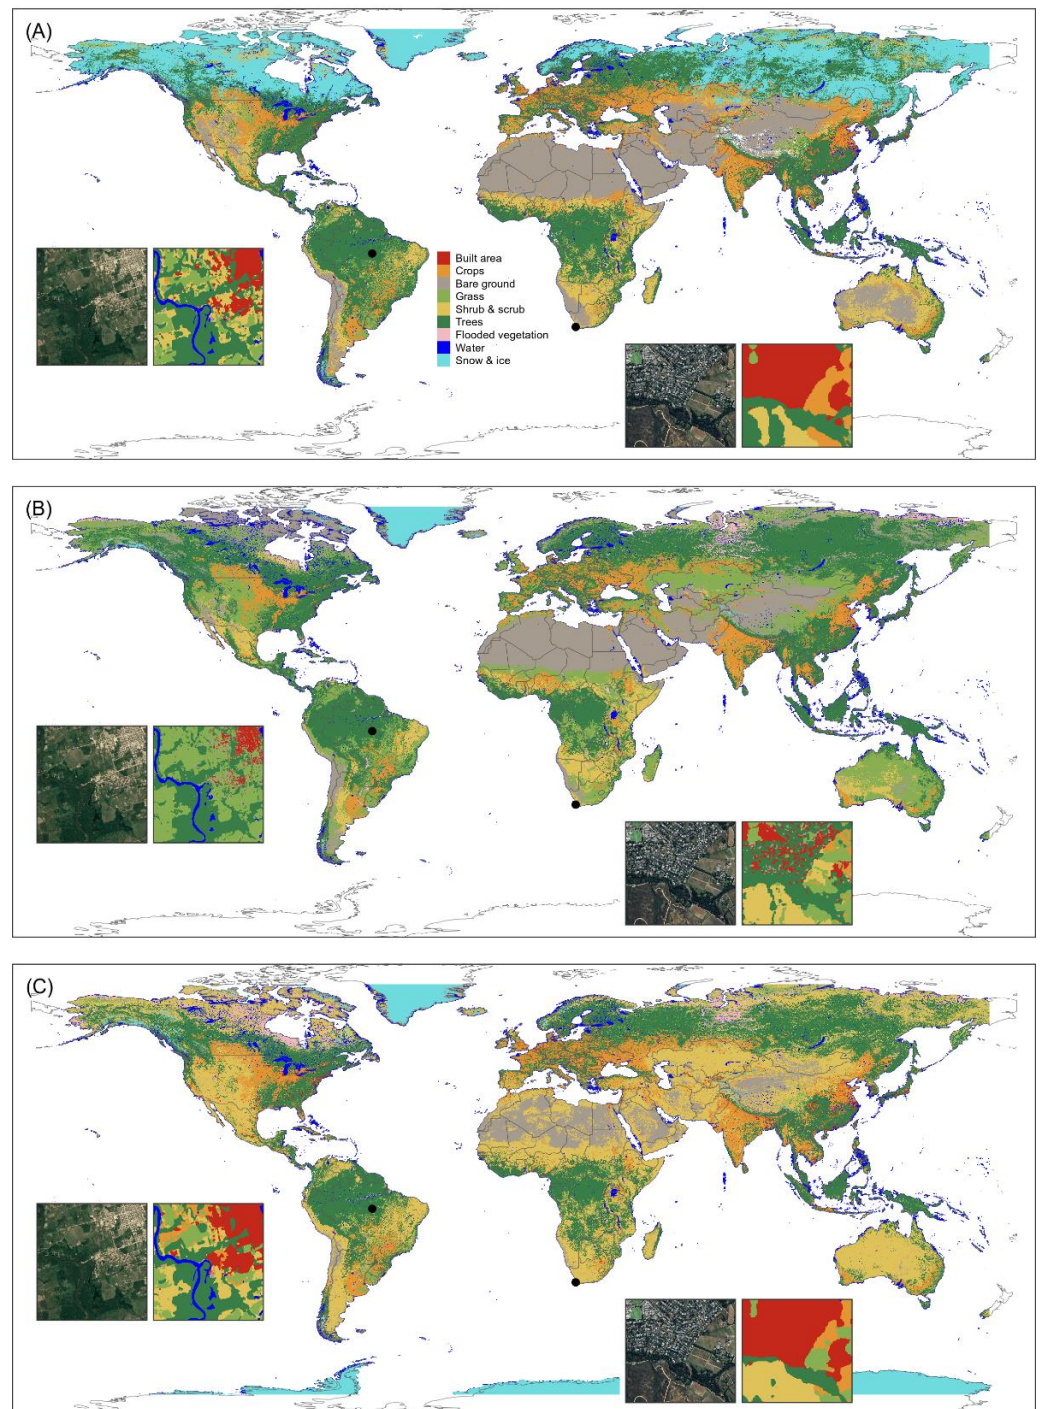 (A)
Built area
Crops
Bare ground
Grass
Shrub & scrub
Trees
Flooded vegetation
Water
Snow & ice
(B)
(C)